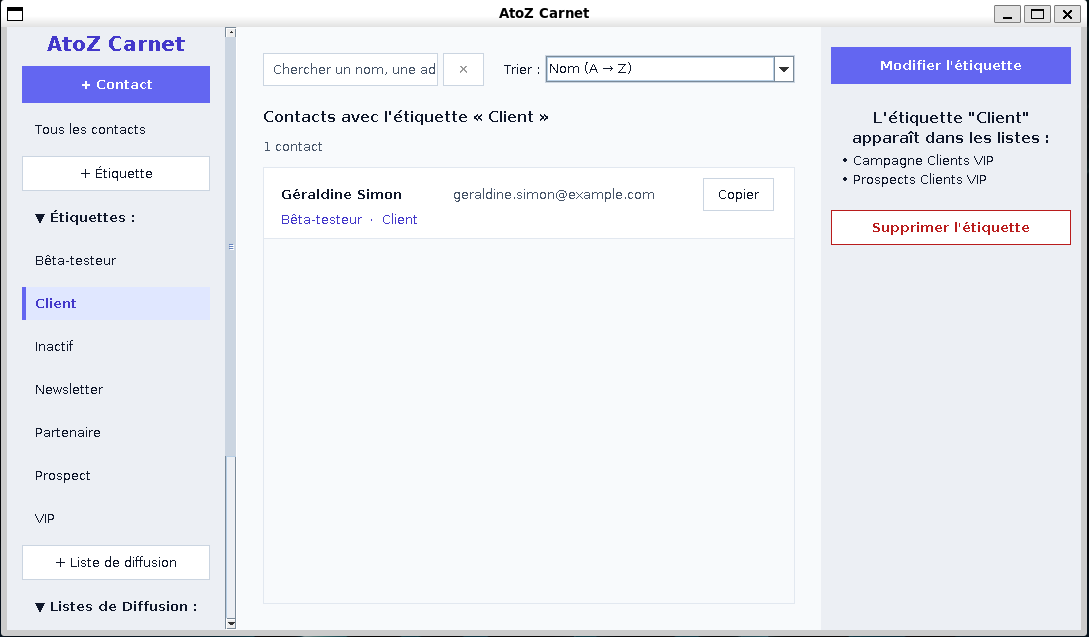 AtoZ Carnet
AtoZ Carnet
+ Contact
Tous les contacts
+ Étiquette
▼ Étiquettes :
Bêta-testeur
Client
Inactif
Newsletter
Partenaire
Prospect
VIP
+ Liste de diffusion
▼ Listes de Diffusion :
Chercher un nom, une ad
×
Trier :
Nom (A → Z)
Contacts avec l'étiquette « Client »
1 contact
Géraldine Simon
geraldine.simon@example.com
Copier
Bêta-testeur · Client
Modifier l'étiquette
L'étiquette "Client"
apparaît dans les listes :
• Campagne Clients VIP
• Prospects Clients VIP
Supprimer l'étiquette